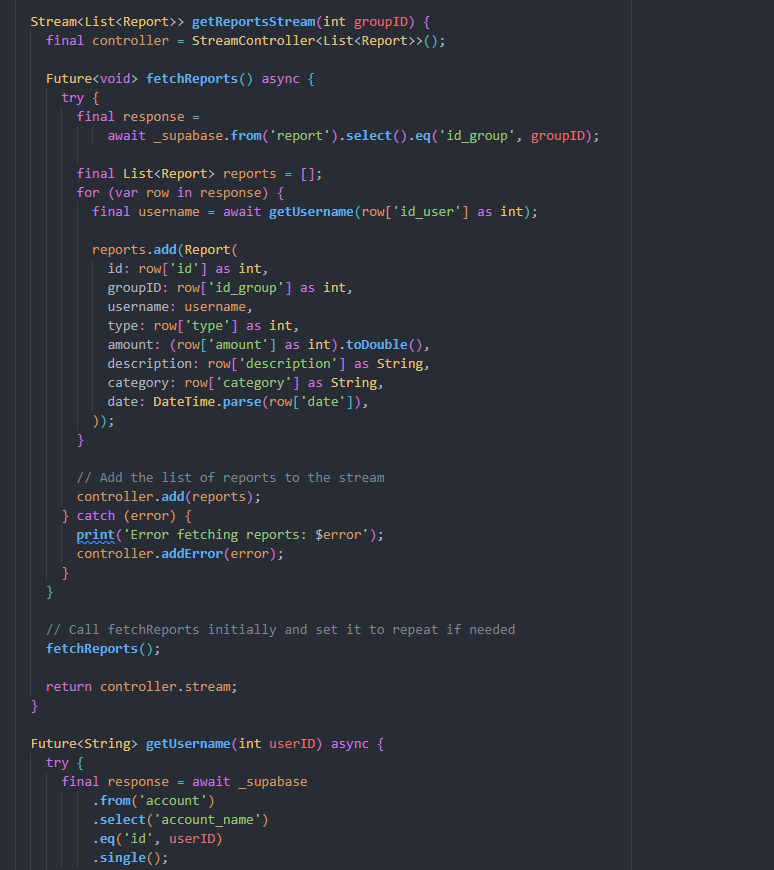 Stream<List<Report>> getReportsStream(int groupID) {
final controller = StreamController<List<Report>>();
Future<void> fetchReports() async {
try {
final response =
await _supabase.from('report').select().eq('id_group', groupID);
final List<Report> reports = [];
for (var row in response) {
final username = await getUsername(row['id_user'] as int);
reports.add(Report(
id: row['id'] as int,
groupID: row['id_group'] as int,
username: username,
type: row['type'] as int,
amount: (row['amount'] as int).toDouble(),
description: row['description'] as String,
category: row['category'] as String,
date: DateTime.parse(row['date']),
));
}
// Add the list of reports to the stream
controller.add(reports);
} catch (error) {
print('Error fetching reports: $error');
controller.addError(error);
}
}
// Call fetchReports initially and set it to repeat if needed
fetchReports();
return controller.stream;
}
Future<String> getUsername(int userID) async {
try {
final response = await _supabase
.from('account')
.select('account_name')
.eq('id', userID)
.single();